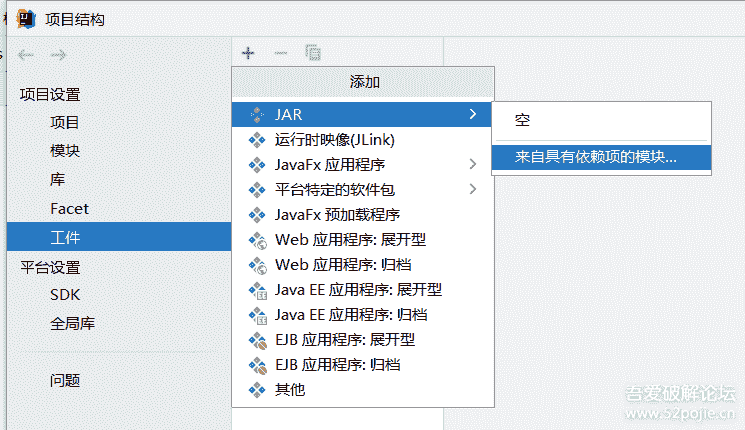 项目结构
项目设置
项目
模块
库
Facet
工件
平台设置
SDK
全局库
问题
添加
JAR
运行时映像(JLink)
JavaFx 应用程序
平台特定的软件包
JavaFx 预加载程序
Web 应用程序: 展开型
Web 应用程序: 归档
Java EE 应用程序: 展开型
Java EE 应用程序: 归档
EJB 应用程序: 展开型
EJB 应用程序: 归档
其他
空
来自具有依赖项的模块...
吾爱破解论坛
www.52pojie.cn